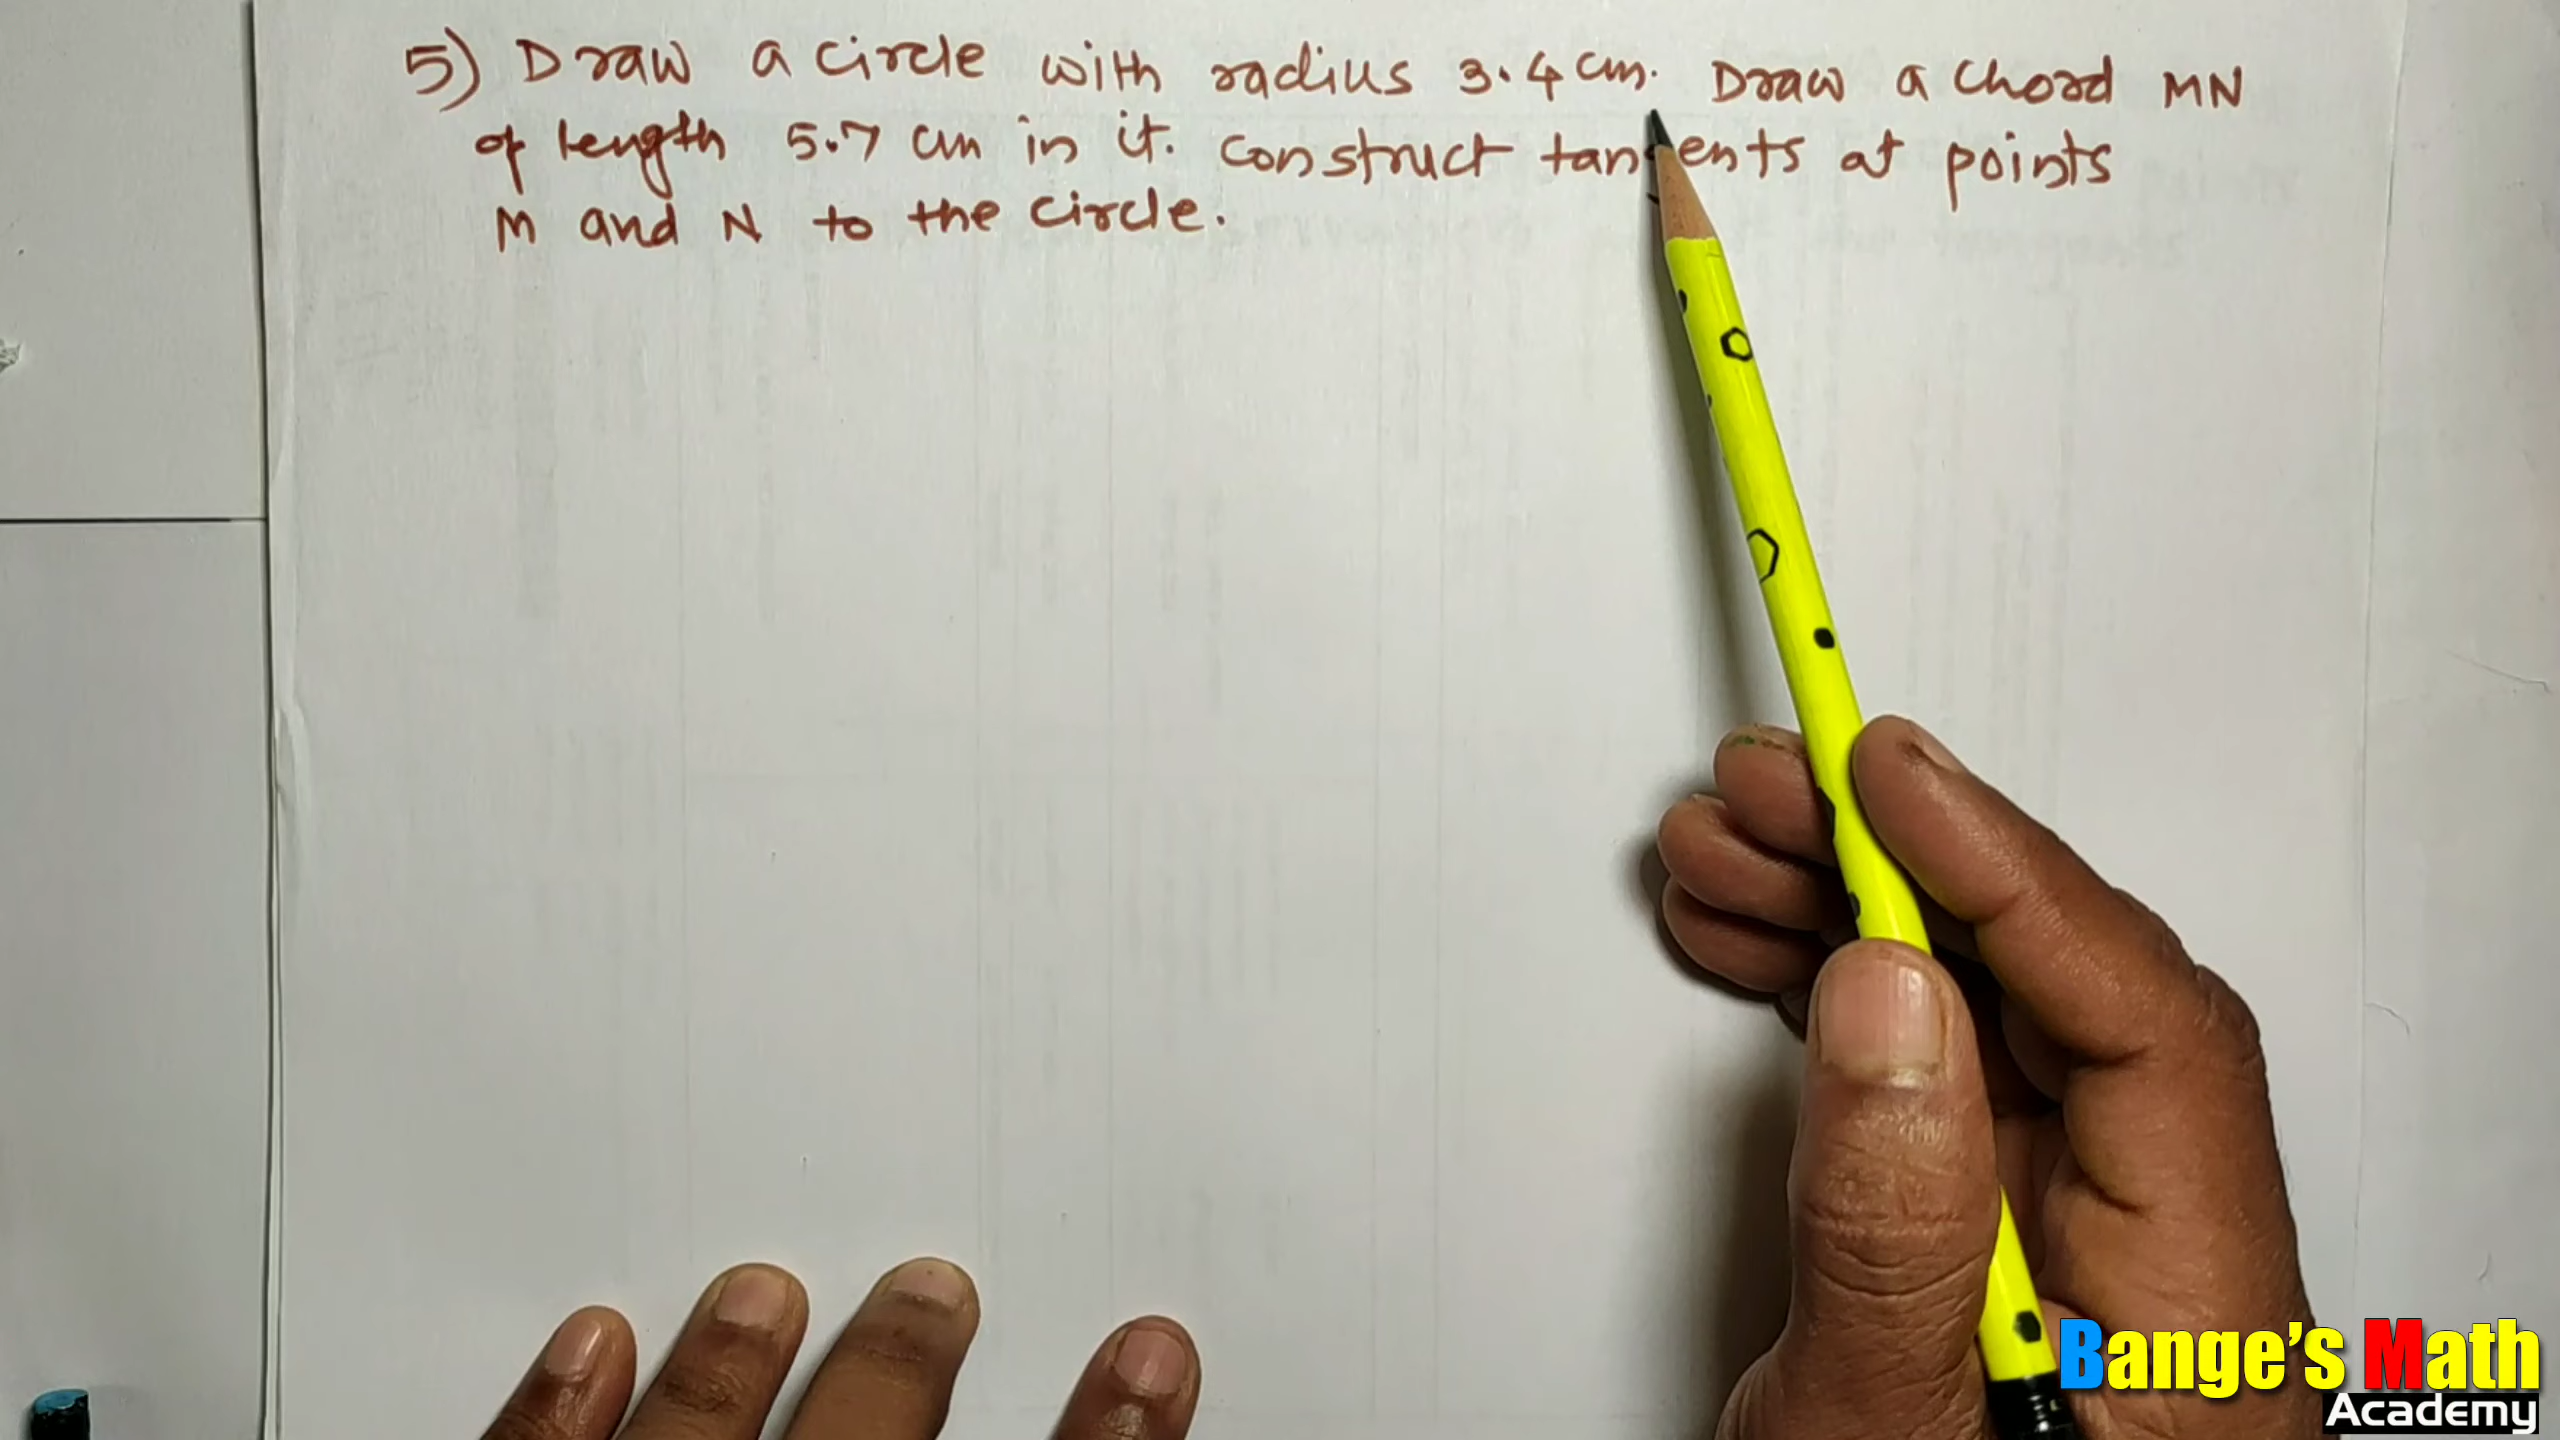 5) Draw a circle with radius 3.4 cm. Draw a chord MN
of length 5.7 cm in it. construct tangents at points
M and N to the circle.
Bange's Math
Academy